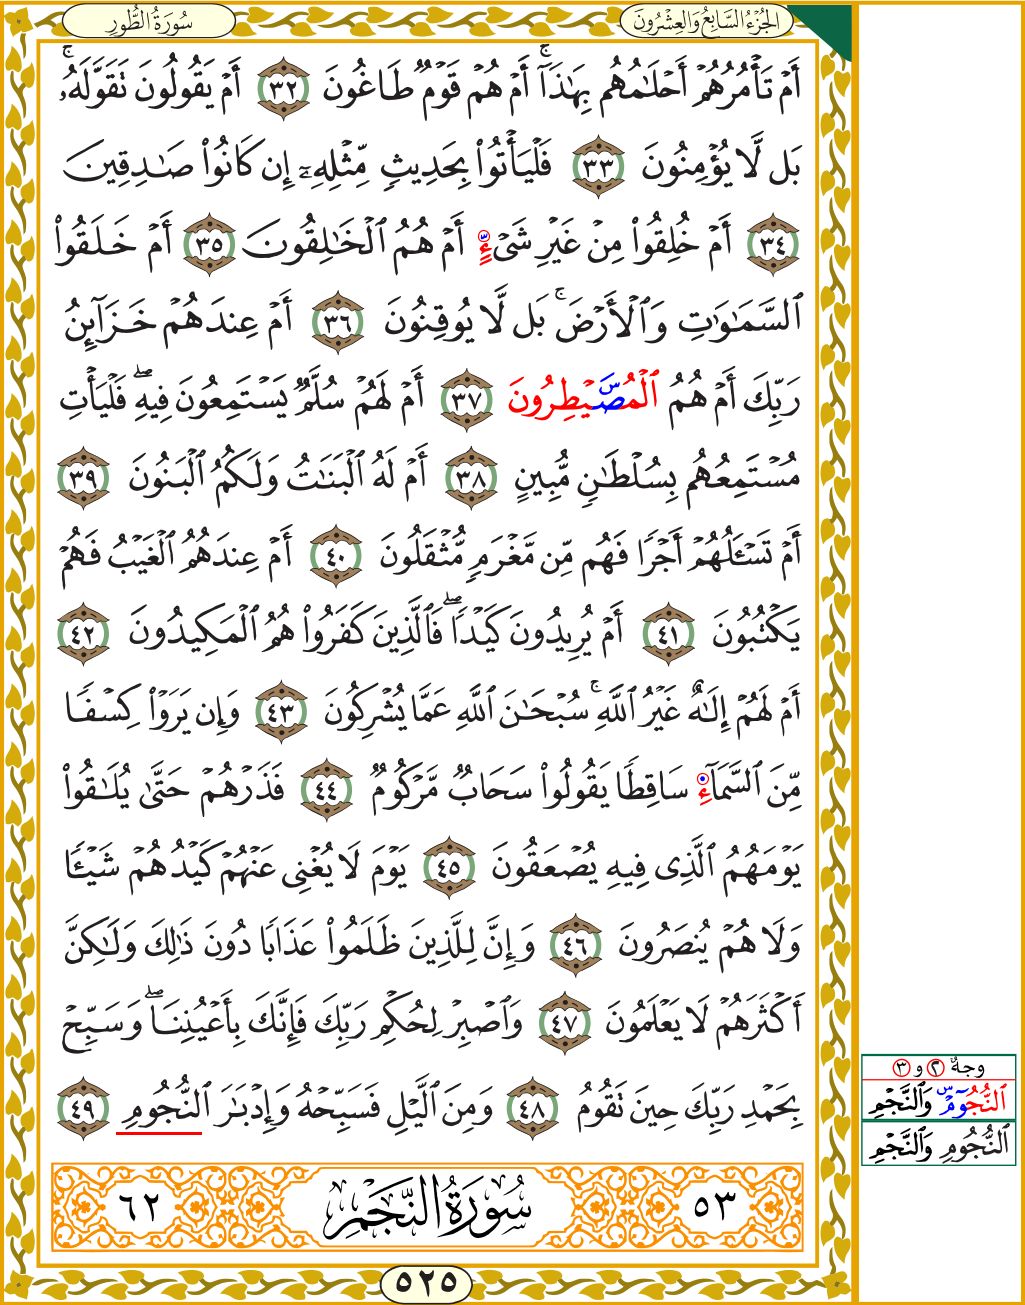 الجُزْءُ السَّابِعُ وَالعِشْرُونَ
سُورَةُ الطُّورِ
أَمْ تَأْمُرُهُمْ أَحْلَـٰمُهُم بِهَـٰذَآۚ أَمْ هُمْ قَوْمٌ طَاغُونَ ٣٢ أَمْ يَقُولُونَ تَقَوَّلَهُۥۚ
بَل لَّا يُؤْمِنُونَ ٣٣ فَلْيَأْتُوا۟ بِحَدِيثٍ مِّثْلِهِۦٓ إِن كَانُوا۟ صَـٰدِقِينَ
٣٤ أَمْ خُلِقُوا۟ مِنْ غَيْرِ شَىْءٍ أَمْ هُمُ ٱلْخَـٰلِقُونَ ٣٥ أَمْ خَلَقُوا۟
ٱلسَّمَـٰوَٰتِ وَٱلْأَرْضَۚ بَل لَّا يُوقِنُونَ ٣٦ أَمْ عِندَهُمْ خَزَآئِنُ
رَبِّكَ أَمْ هُمُ ٱلْمُصَۜيْطِرُونَ ٣٧ أَمْ لَهُمْ سُلَّمٌ يَسْتَمِعُونَ فِيهِۖ فَلْيَأْتِ
مُسْتَمِعُهُم بِسُلْطَـٰنٍ مُّبِينٍ ٣٨ أَمْ لَهُ ٱلْبَنَـٰتُ وَلَكُمُ ٱلْبَنُونَ ٣٩
أَمْ تَسْـَٔلُهُمْ أَجْرًا فَهُم مِّن مَّغْرَمٍ مُّثْقَلُونَ ٤٠ أَمْ عِندَهُمُ ٱلْغَيْبُ فَهُمْ
يَكْتُبُونَ ٤١ أَمْ يُرِيدُونَ كَيْدًاۖ فَٱلَّذِينَ كَفَرُوا۟ هُمُ ٱلْمَكِيدُونَ ٤٢
أَمْ لَهُمْ إِلَـٰهٌ غَيْرُ ٱللَّهِۚ سُبْحَـٰنَ ٱللَّهِ عَمَّا يُشْرِكُونَ ٤٣ وَإِن يَرَوْا۟ كِسْفًا
مِّنَ ٱلسَّمَآءِ سَاقِطًا يَقُولُوا۟ سَحَابٌ مَّرْكُومٌ ٤٤ فَذَرْهُمْ حَتَّىٰ يُلَـٰقُوا۟
يَوْمَهُمُ ٱلَّذِى فِيهِ يُصْعَقُونَ ٤٥ يَوْمَ لَا يُغْنِى عَنْهُمْ كَيْدُهُمْ شَيْـًٔا
وَلَا هُمْ يُنصَرُونَ ٤٦ وَإِنَّ لِلَّذِينَ ظَلَمُوا۟ عَذَابًا دُونَ ذَٰلِكَ وَلَـٰكِنَّ
أَكْثَرَهُمْ لَا يَعْلَمُونَ ٤٧ وَٱصْبِرْ لِحُكْمِ رَبِّكَ فَإِنَّكَ بِأَعْيُنِنَاۖ وَسَبِّحْ
بِحَمْدِ رَبِّكَ حِينَ تَقُومُ ٤٨ وَمِنَ ٱلَّيْلِ فَسَبِّحْهُ وَإِدْبَـٰرَ ٱلنُّجُومِ ٤٩
وجهٌ ٢ و ٣
ٱلنُّجُوٓمْۜ وَٱلنَّجْمِ
ٱلنُّجُومِ وَٱلنَّجْمِ
٥٣ سُورَةُ النَّجْمِ ٦٢
٥٢٥